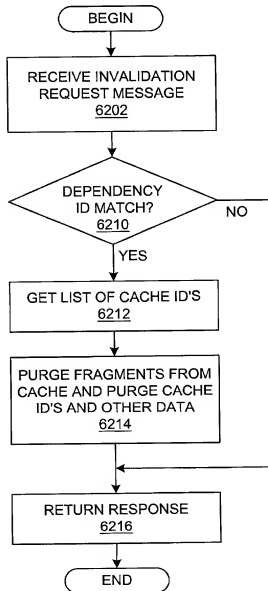 BEGIN
RECEIVE INVALIDATION
REQUEST MESSAGE
6202
DEPENDENCY
ID MATCH?
6210
NO
YES
GET LIST OF CACHE ID'S
6212
PURGE FRAGMENTS FROM
CACHE AND PURGE CACHE
ID'S AND OTHER DATA
6214
RETURN RESPONSE
6216
END